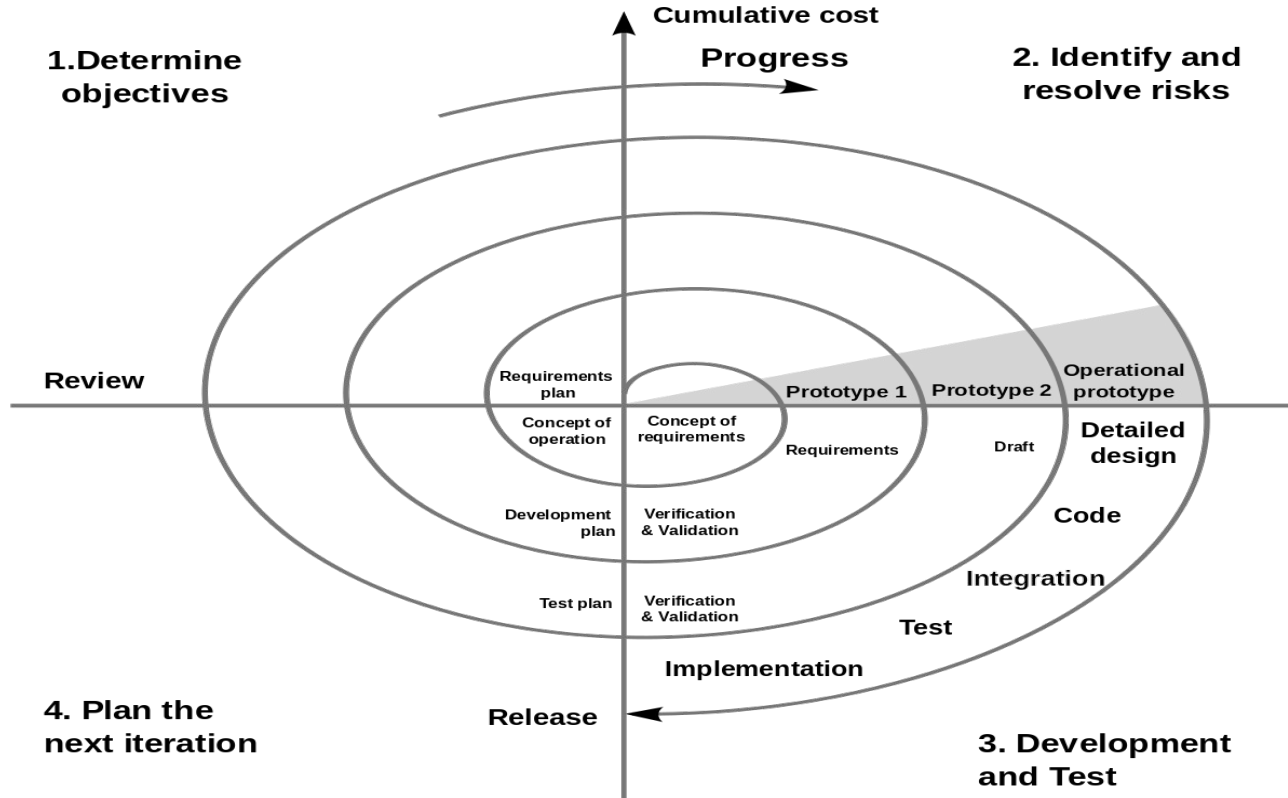 Cumulative cost
1.Determine
objectives
Progress
2. Identify and
resolve risks
Review
Requirements
plan
Prototype 1
Prototype 2
Operational
prototype
Concept of
operation
Concept of
requirements
Requirements
Draft
Detailed
design
Development
plan
Verification
& Validation
Code
Integration
Test plan
Verification
& Validation
Test
Implementation
Release
4. Plan the
next iteration
3. Development
and Test